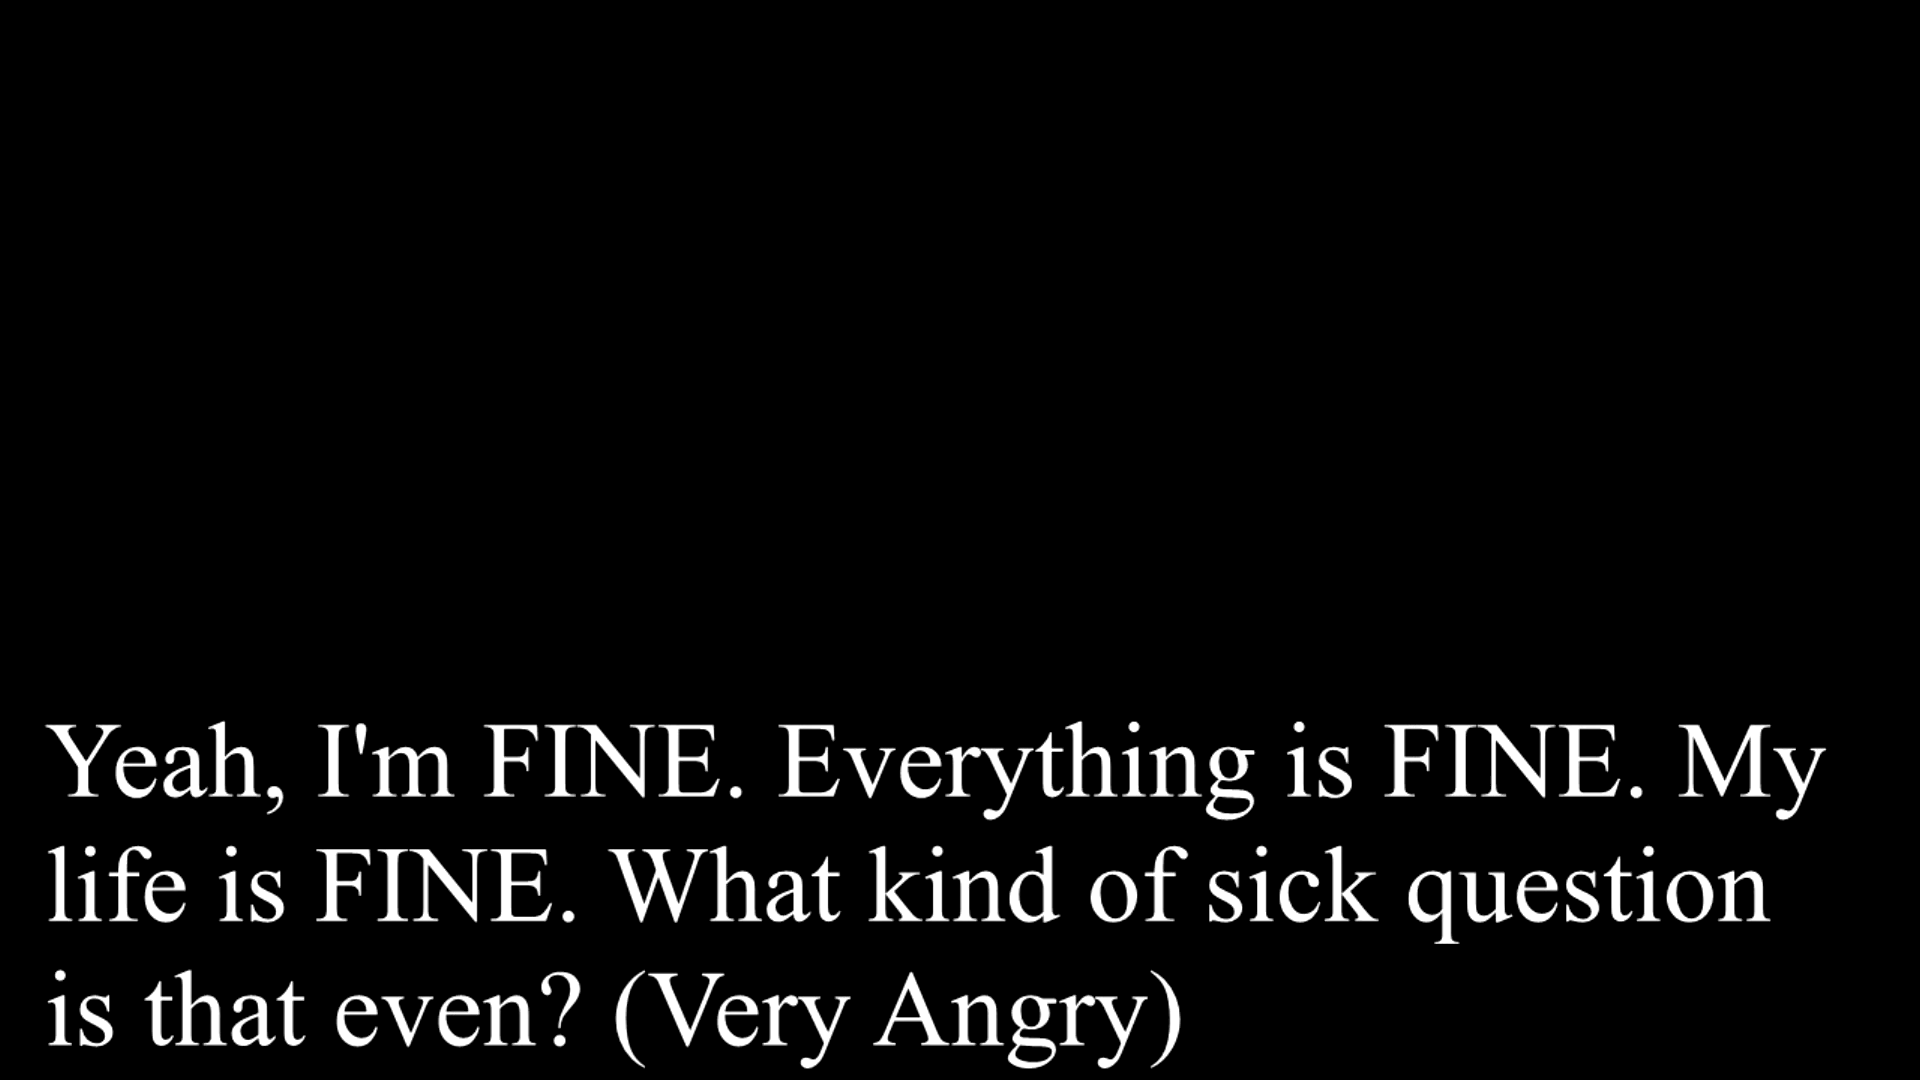 Yeah, I'm FINE. Everything is FINE. My
life is FINE. What kind of sick question
is that even? (Very Angry)